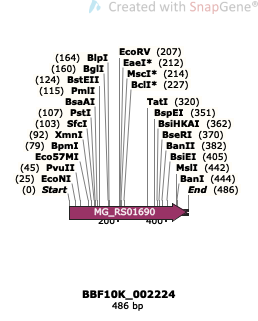 Created with SnapGene®
(164) BlpI
(160) BglI
(124) BstEII
(115) PmlI
BsaAI
(107) PstI
(103) SfcI
(92) XmnI
(79) BpmI
Eco57MI
(45) PvuII
(25) EcoNI
(0) Start
EcoRV (207)
EaeI* (212)
MscI* (214)
BclI* (227)
TatI (320)
BspEI (351)
BsiHKAI (362)
BseRI (370)
BanII (382)
BsiEI (405)
MslI (442)
BanI (444)
End (486)
MG_RS01690
200 400
BBF10K_002224
486 bp